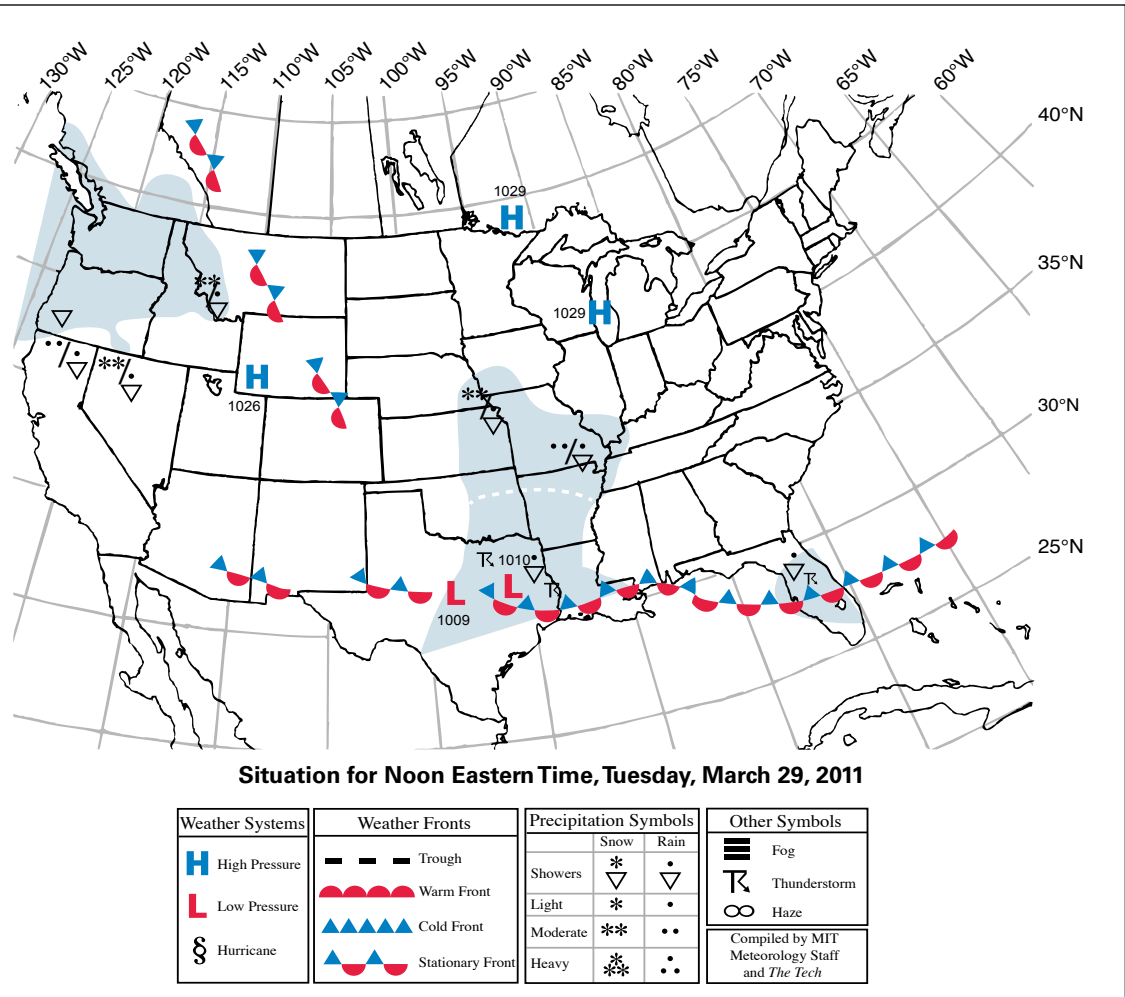 130°W 125°W 120°W 115°W 110°W 105°W 100°W 95°W 90°W 85°W 80°W 75°W 70°W 65°W 60°W
40°N
35°N
30°N
25°N
1029
H
1029 H
H
1026
1010
L
L
1009
Situation for Noon Eastern Time, Tuesday, March 29, 2011
Weather Systems
H High Pressure
L Low Pressure
§ Hurricane
Weather Fronts
Trough
Warm Front
Cold Front
Stationary Front
Precipitation Symbols
Snow Rain
Showers
Light
Moderate
Heavy
Other Symbols
Fog
Thunderstorm
Haze
Compiled by MIT
Meteorology Staff
and The Tech